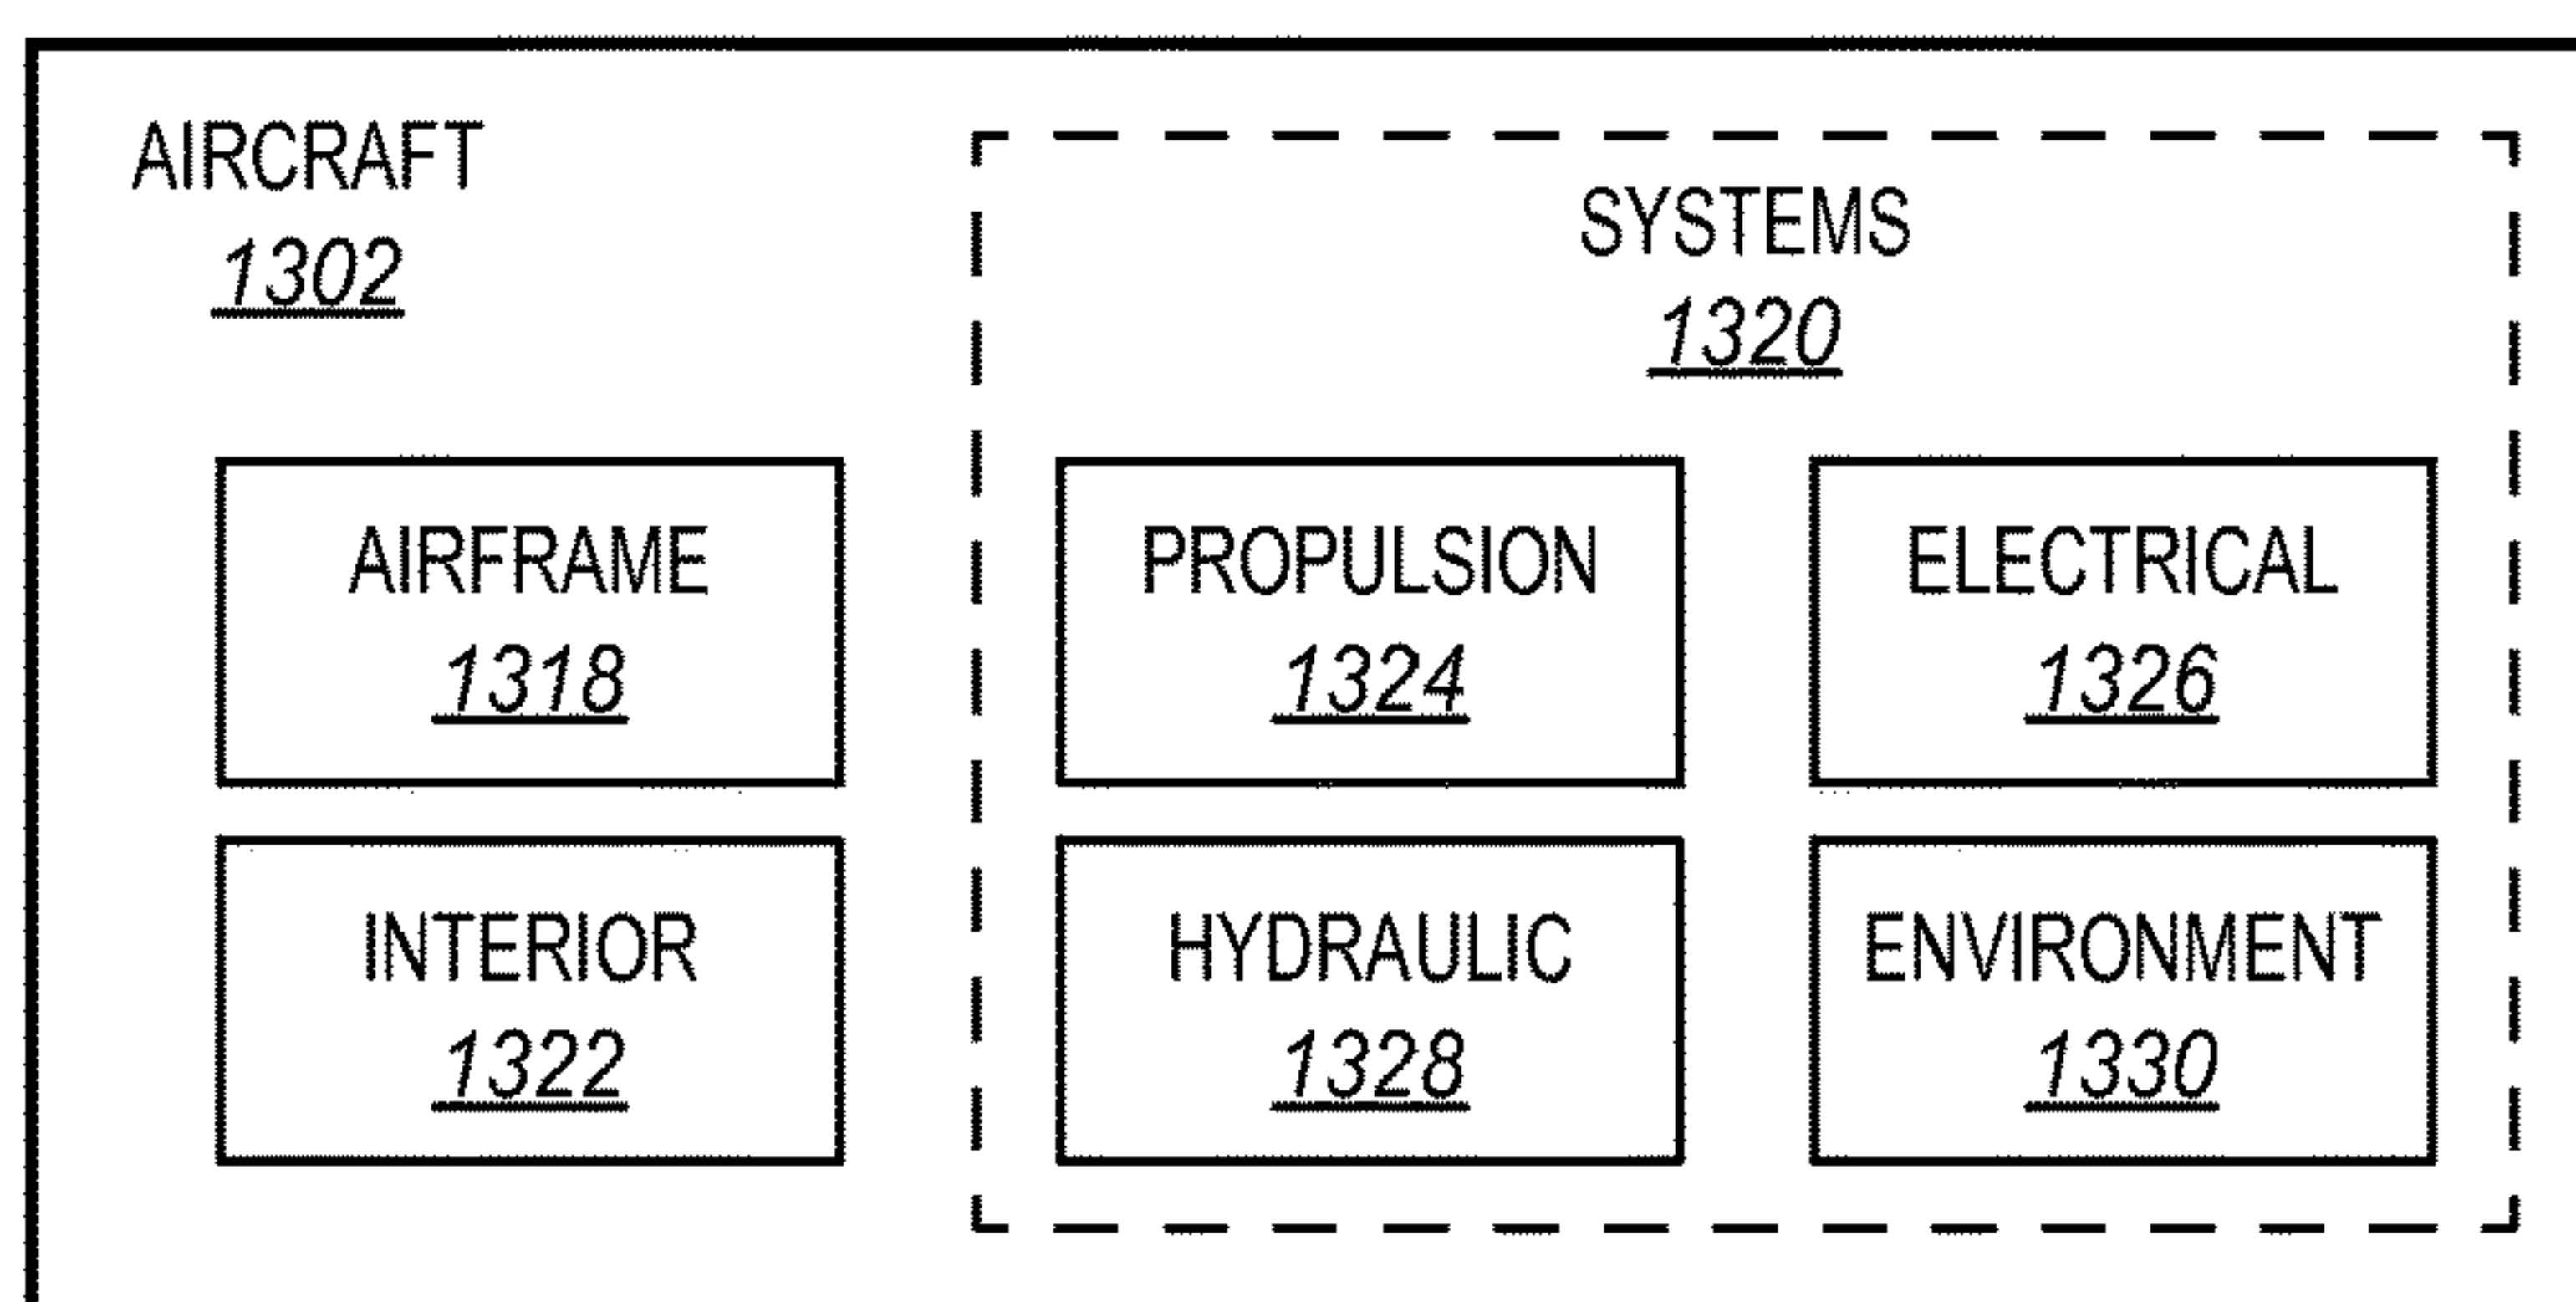 AIRCRAFT
1302
SYSTEMS
1320
AIRFRAME
1318
PROPULSION
1324
ELECTRICAL
1326
INTERIOR
1322
HYDRAULIC
1328
ENVIRONMENT
1330